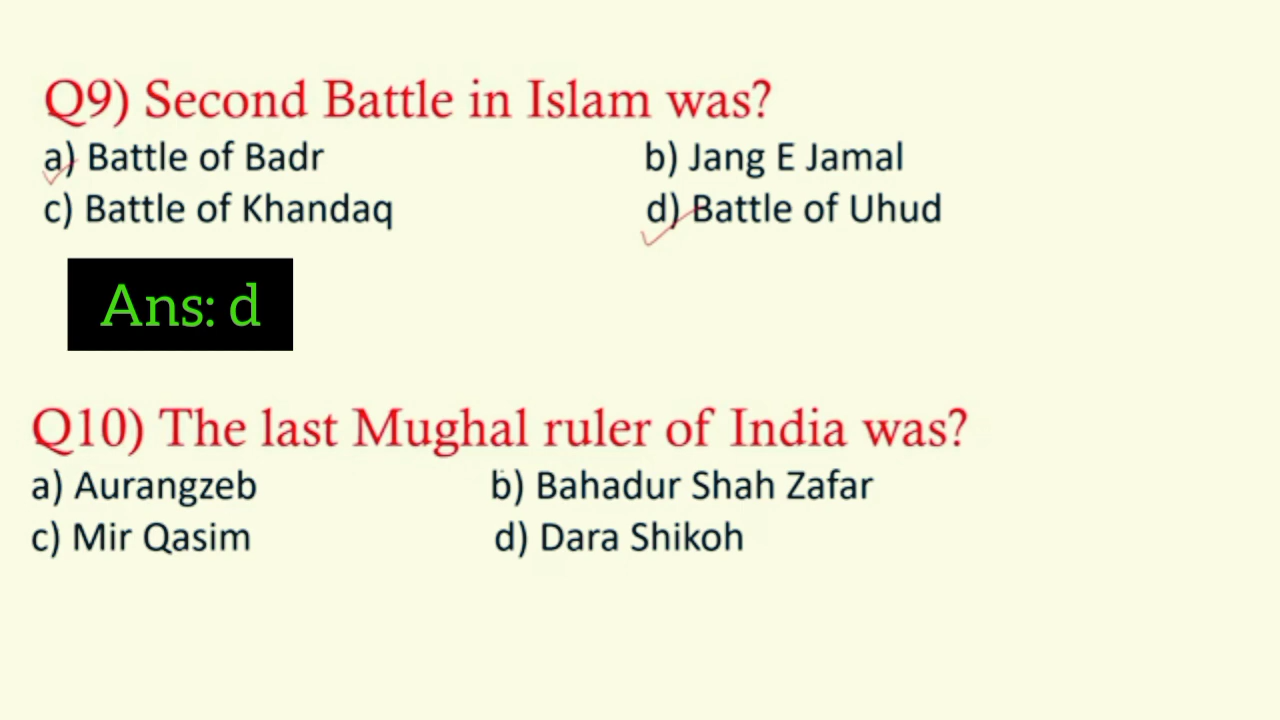 Q9) Second Battle in Islam was?
a) Battle of Badr b) Jang E Jamal
c) Battle of Khandaq d) Battle of Uhud
Ans: d
Q10) The last Mughal ruler of India was?
a) Aurangzeb b) Bahadur Shah Zafar
c) Mir Qasim d) Dara Shikoh